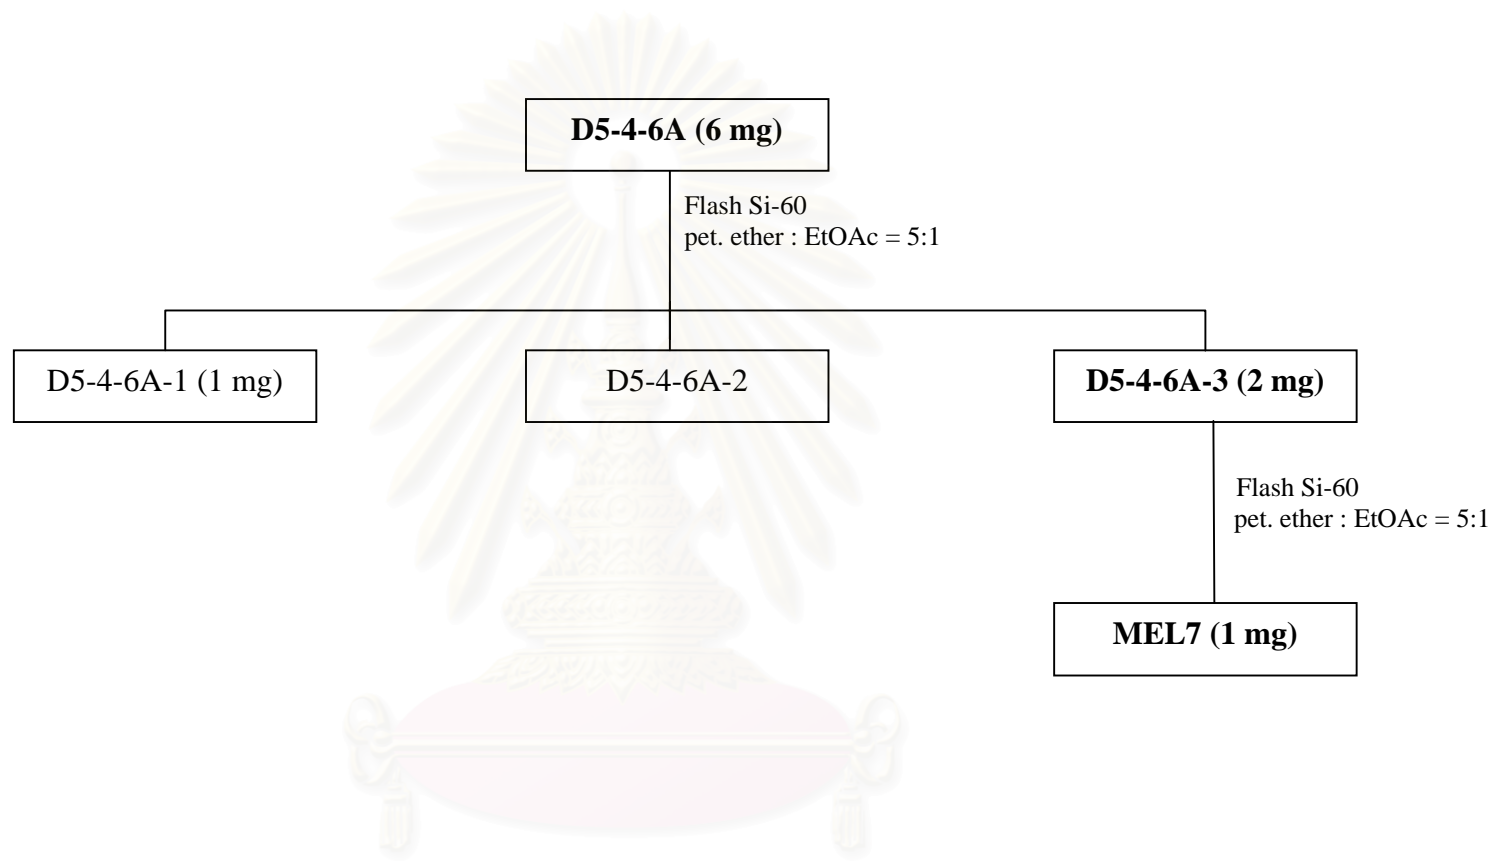 D5-4-6A (6 mg)
Flash Si-60
pet. ether : EtOAc = 5:1
D5-4-6A-1 (1 mg)
D5-4-6A-2
D5-4-6A-3 (2 mg)
Flash Si-60
pet. ether : EtOAc = 5:1
MEL7 (1 mg)